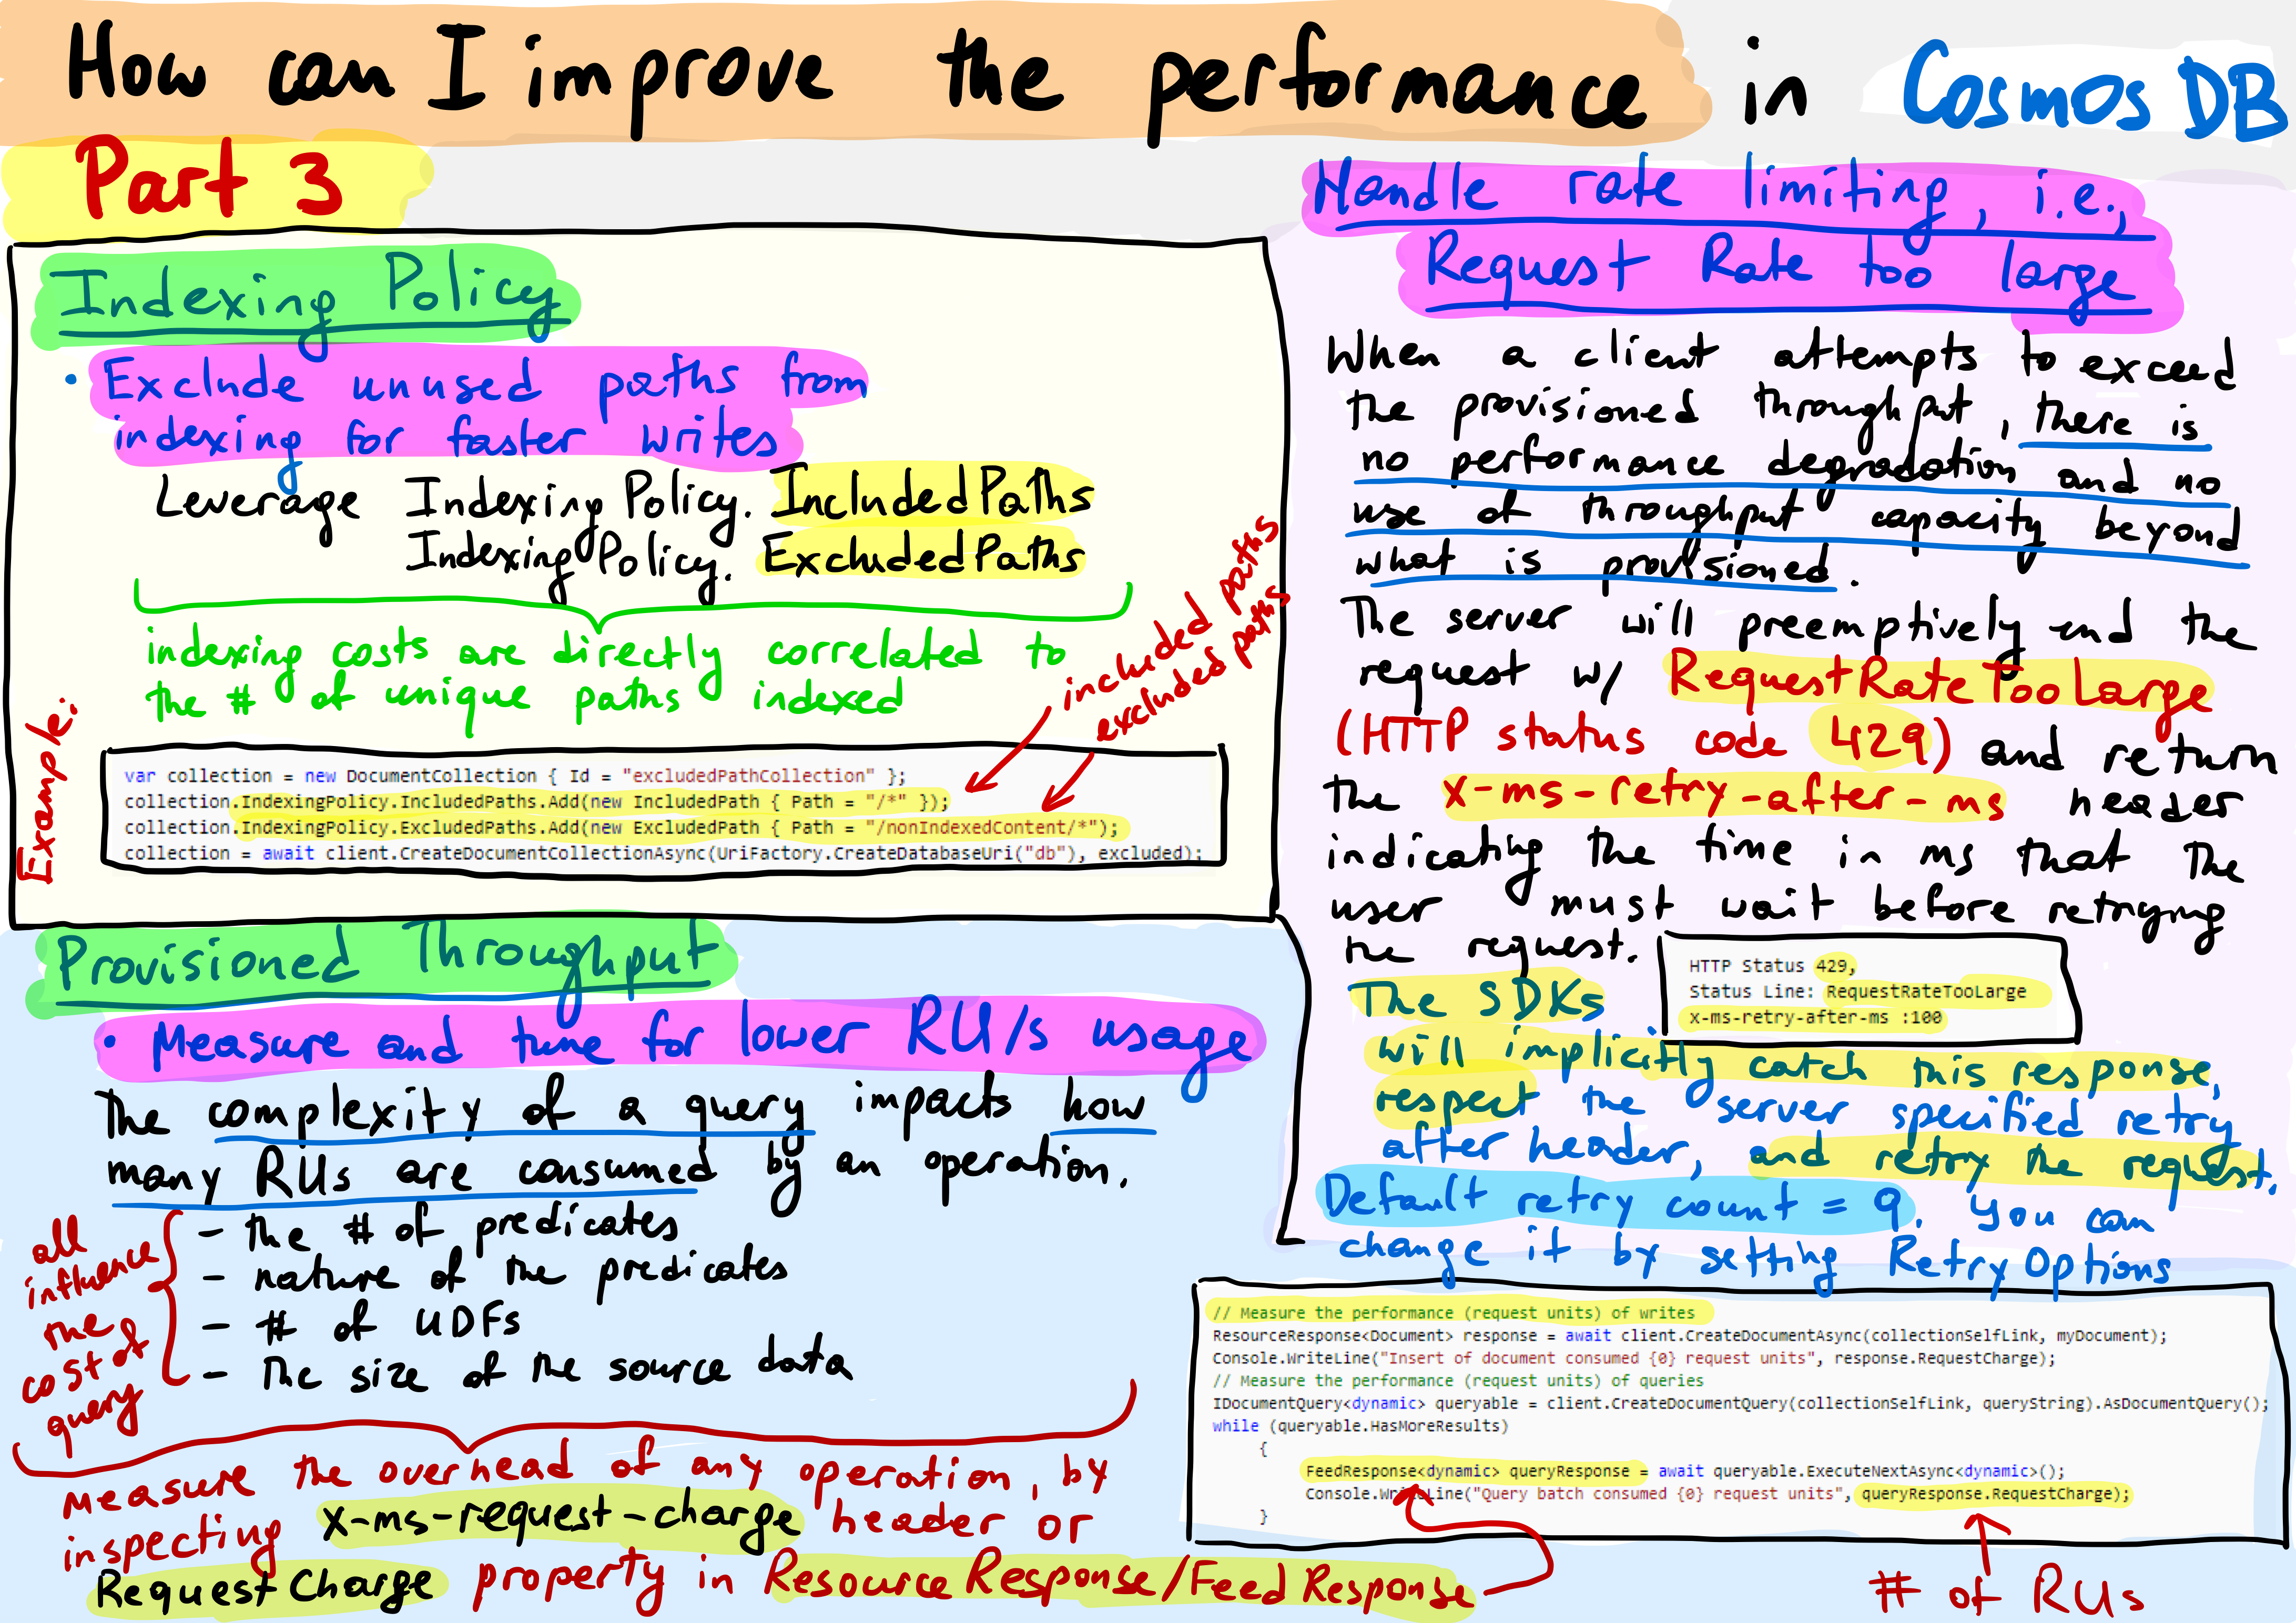 How can I improve the performance in Cosmos DB
Part 3
Indexing Policy
• Exclude unused paths from
indexing for faster writes
Leverage Indexing Policy. IncludedPaths
Indexing Policy. ExcludedPaths
indexing costs are directly correlated to
the # of unique paths indexed
included paths
excluded paths
Example:
var collection = new DocumentCollection { Id = "excludedPathCollection" };
collection.IndexingPolicy.IncludedPaths.Add(new IncludedPath { Path = "/*" });
collection.IndexingPolicy.ExcludedPaths.Add(new ExcludedPath { Path = "/nonIndexedContent/*");
collection = await client.CreateDocumentCollectionAsync(UriFactory.CreateDatabaseUri("db"), excluded);
Provisioned Throughput
• Measure and tune for lower RU/s usage
The complexity of a query impacts how
many RUs are consumed by an operation.
all
influence
the
cost of
query
- the # of predicates
- nature of the predicates
- # of UDFs
- The size of the source data
Measure the overhead of any operation, by
inspecting x-ms-request-charge header or
RequestCharge property in ResourceResponse/FeedResponse
Handle rate limiting, i.e.,
Request Rate too large
When a client attempts to exceed
the provisioned throughput, there is
no performance degradation and no
use of throughput capacity beyond
what is provisioned.
The server will preemptively end the
request w/ RequestRateTooLarge
(HTTP status code 429) and return
the x-ms-retry-after-ms header
indicating the time in ms that the
user must wait before retrying
the request.
HTTP Status 429,
Status Line: RequestRateTooLarge
x-ms-retry-after-ms :100
The SDKs
will implicitly catch this response,
respect the server specified retry
after header, and retry the request.
Default retry count = 9. You can
change it by setting RetryOptions
// Measure the performance (request units) of writes
ResourceResponse<Document> response = await client.CreateDocumentAsync(collectionSelfLink, myDocument);
Console.WriteLine("Insert of document consumed {0} request units", response.RequestCharge);
// Measure the performance (request units) of queries
IDocumentQuery<dynamic> queryable = client.CreateDocumentQuery(collectionSelfLink, queryString).AsDocumentQuery();
while (queryable.HasMoreResults)
{
FeedResponse<dynamic> queryResponse = await queryable.ExecuteNextAsync<dynamic>();
Console.WriteLine("Query batch consumed {0} request units", queryResponse.RequestCharge);
}
# of RUs